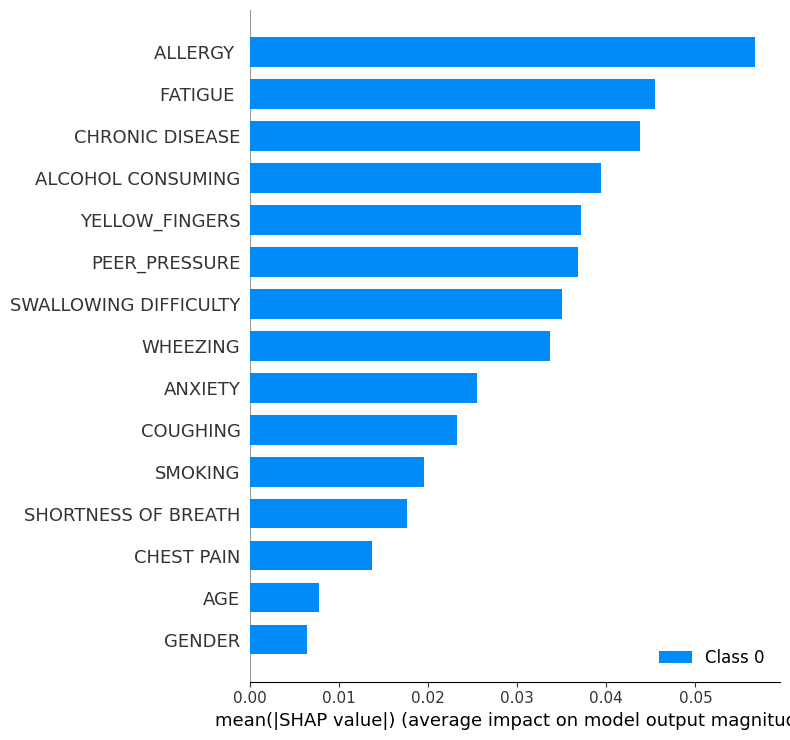 ALLERGY
FATIGUE
CHRONIC DISEASE
ALCOHOL CONSUMING
YELLOW_FINGERS
PEER_PRESSURE
SWALLOWING DIFFICULTY
WHEEZING
ANXIETY
COUGHING
SMOKING
SHORTNESS OF BREATH
CHEST PAIN
AGE
GENDER
Class 0
0.00 0.01 0.02 0.03 0.04 0.05
mean(|SHAP value|) (average impact on model output magnitud